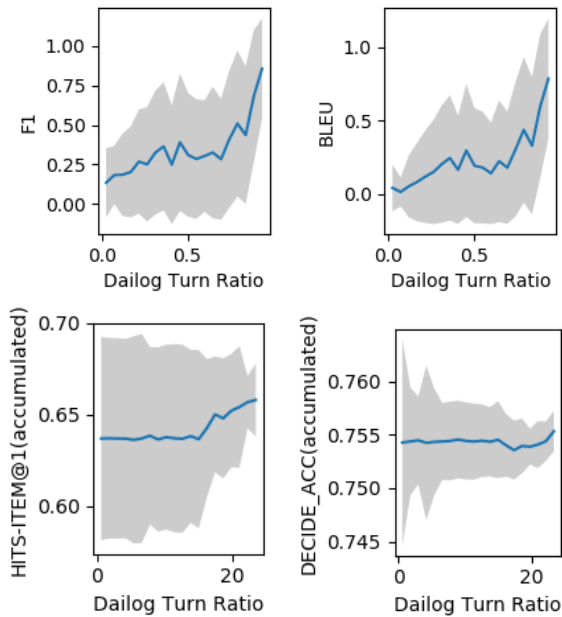 F1
1.00
0.75
0.50
0.25
0.00
0.0
0.5
Dailog Turn Ratio
BLEU
1.0
0.5
0.0
0.5
Dailog Turn Ratio
HITS-ITEM@1(accumulated)
0.70
0.65
0.60
0
20
Dailog Turn Ratio
DECIDE_ACC(accumulated)
0.760
0.755
0.750
0.745
0
20
Dailog Turn Ratio